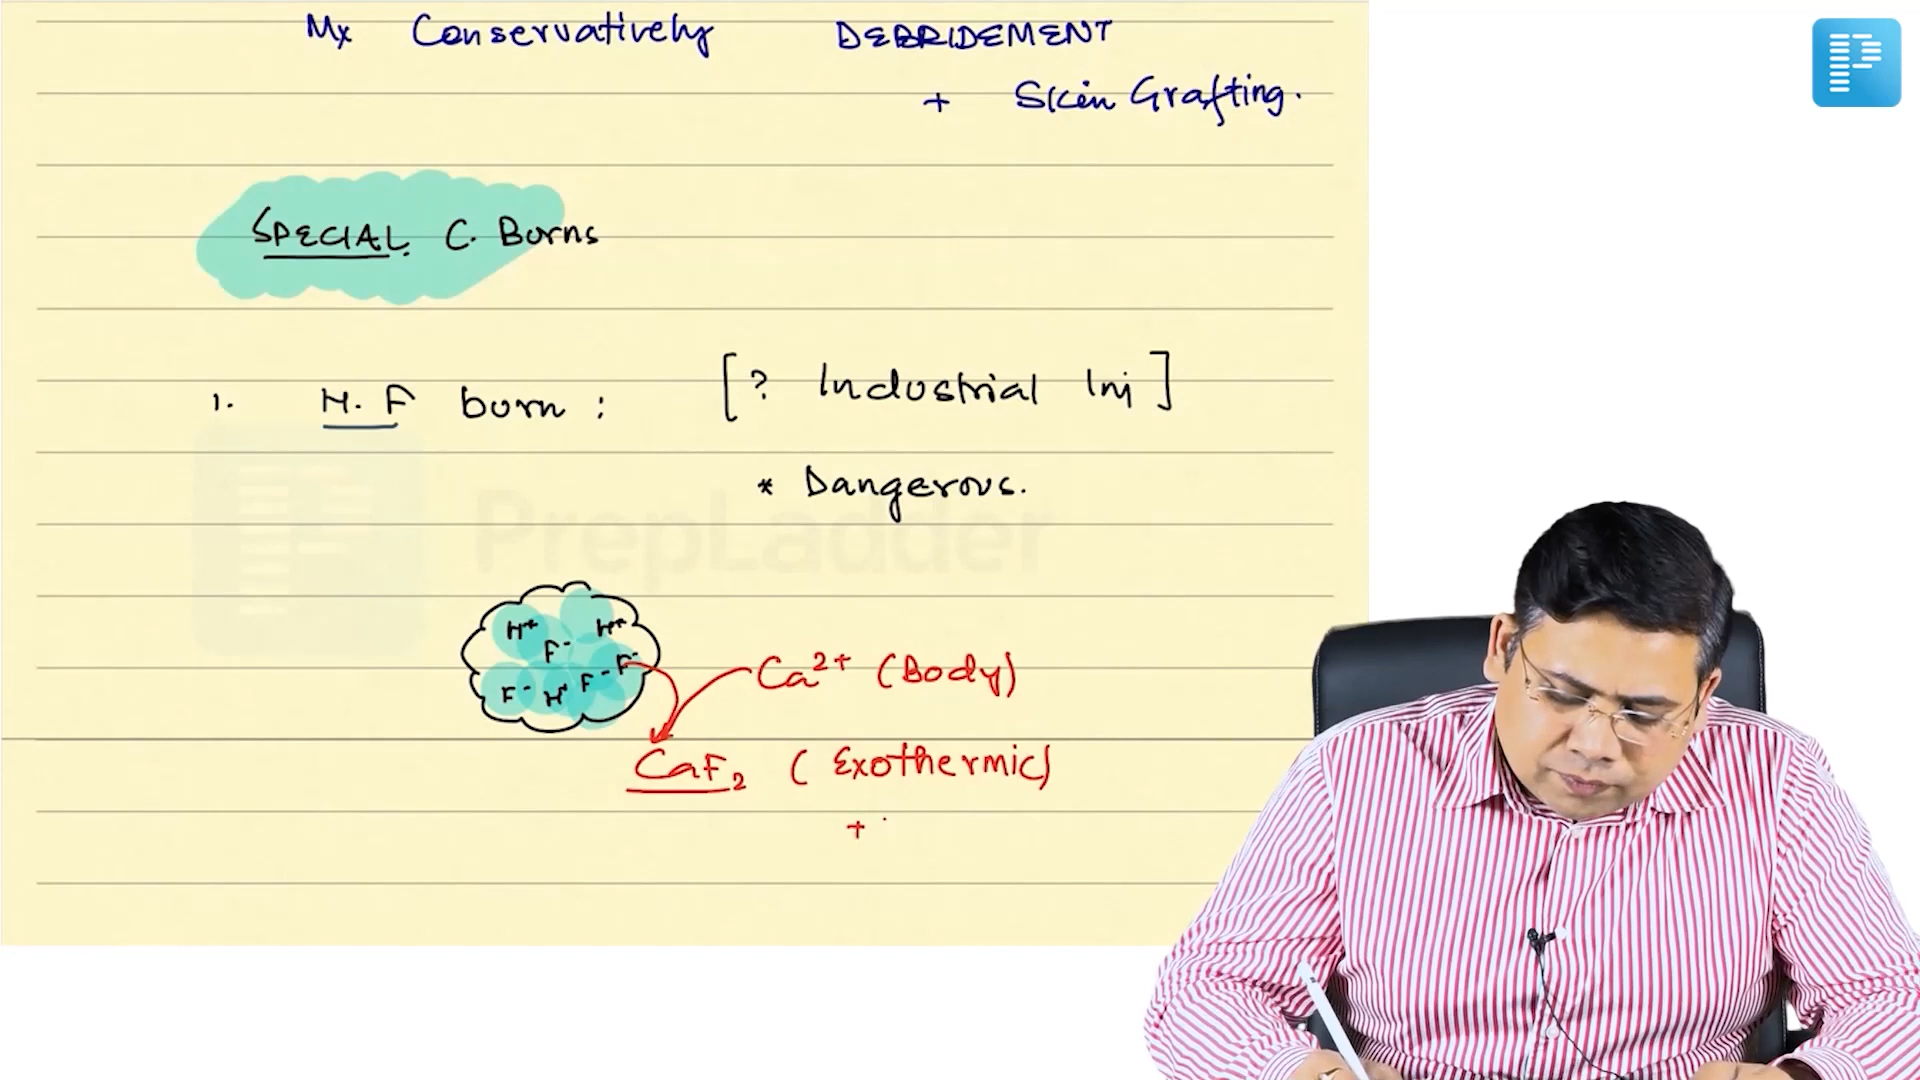 Mx Conservatively DEBRIDEMENT
+ Skin Grafting.
SPECIAL. C. Burns
1. H.F burn : [? Industrial Inj]
* Dangerous.
PrepLadder
H+ H+
F-
F-
F- H+ F-
Ca2+ (Body)
CaF2 (Exothermic)
+